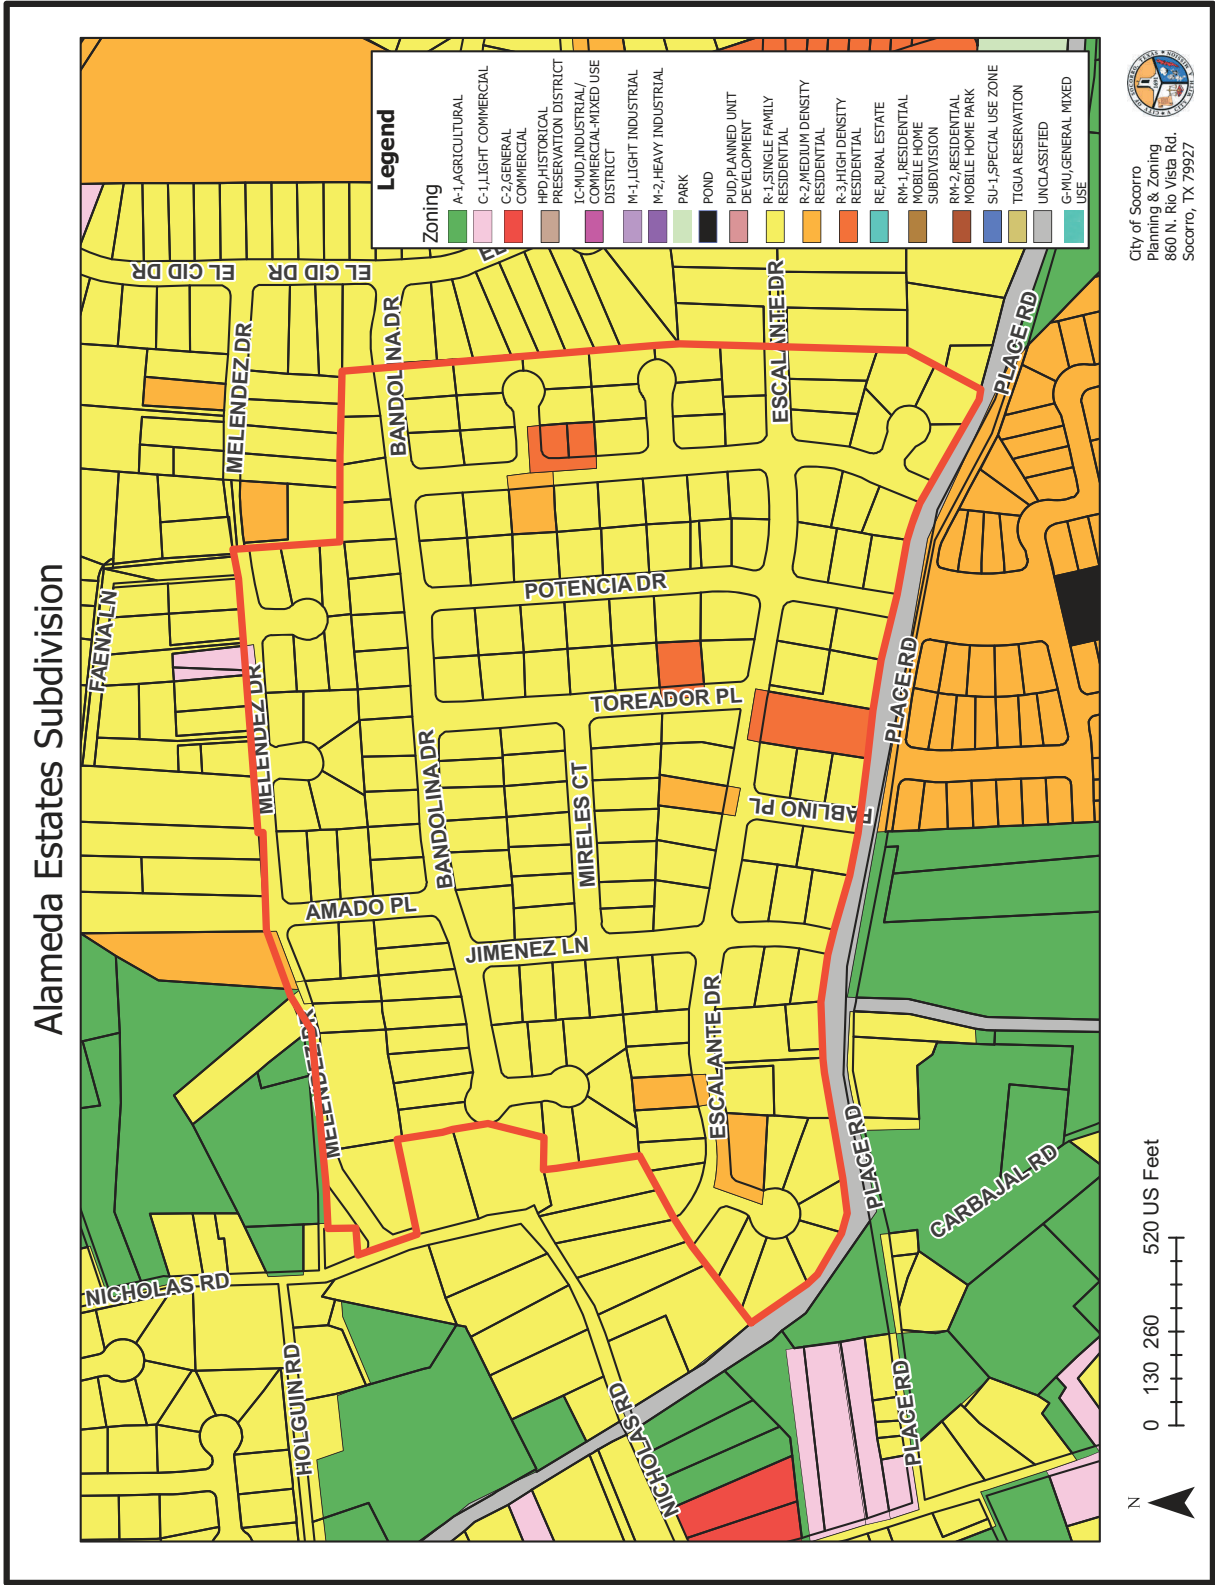 Alameda Estates Subdivision
FAENA LN
MELENDEZ DR
EL CID DR
EL CID DR
EL
BANDOLINA DR
ESCALANTE DR
PLACE RD
MELENDEZ DR
POTENCIA DR
TOREADOR PL
PLACE RD
BANDOLINA DR
MIRELES CT
TABLINO PL
AMADO PL
JIMENEZ LN
MELENDEZ DR
ESCALANTE DR
PLACE RD
CARBAJAL RD
NICHOLAS RD
HOLGUIN RD
NICHOLAS RD
PLACE RD
Legend
Zoning
A-1,AGRICULTURAL
C-1,LIGHT COMMERCIAL
C-2,GENERAL
COMMERCIAL
HPD,HISTORICAL
PRESERVATION DISTRICT
IC-MUD,INDUSTRIAL/
COMMERCIAL-MIXED USE
DISTRICT
M-1,LIGHT INDUSTRIAL
M-2,HEAVY INDUSTRIAL
PARK
POND
PUD,PLANNED UNIT
DEVELOPMENT
R-1,SINGLE FAMILY
RESIDENTIAL
R-2,MEDIUM DENSITY
RESIDENTIAL
R-3,HIGH DENSITY
RESIDENTIAL
RE,RURAL ESTATE
RM-1,RESIDENTIAL
MOBILE HOME
SUBDIVISION
RM-2,RESIDENTIAL
MOBILE HOME PARK
SU-1,SPECIAL USE ZONE
TIGUA RESERVATION
UNCLASSIFIED
G-MU,GENERAL MIXED
USE
N
0 130 260 520 US Feet
City of Socorro
Planning & Zoning
860 N. Rio Vista Rd.
Socorro, TX 79927